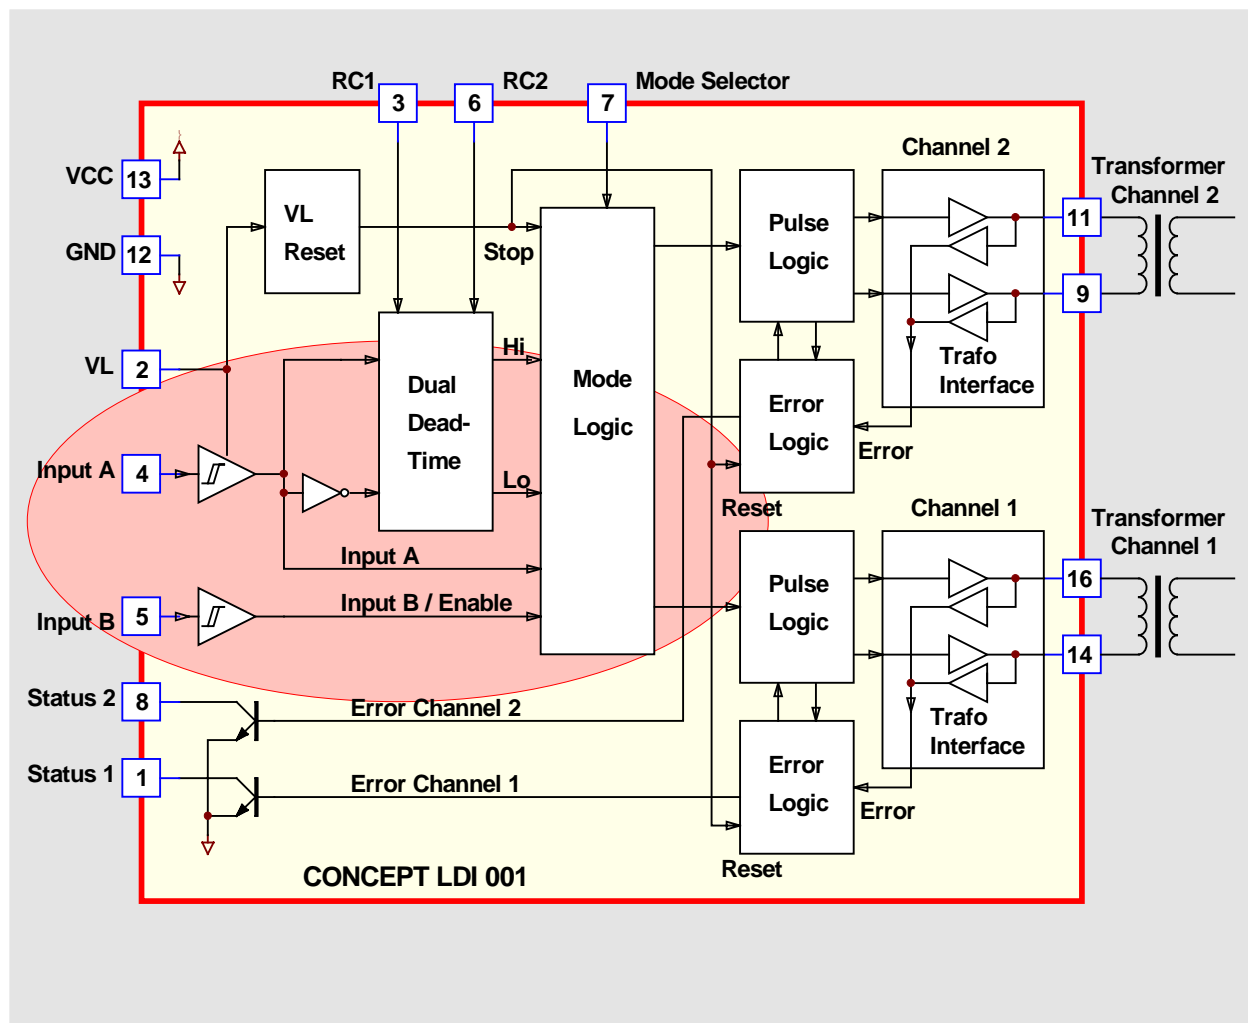 RC1
RC2
Mode Selector
3
6
7
Channel 2
Transformer
Channel 2
VCC
13
VL
Reset
Pulse
Logic
11
GND
12
Stop
9
VL
2
Hi
Trafo
Interface
Dual
Dead-
Time
Mode
Logic
Error
Logic
Error
Input A
4
Lo
Reset
Channel 1
Transformer
Channel 1
Input A
Pulse
Logic
16
Input B
5
Input B / Enable
14
Status 2
8
Error Channel 2
Trafo
Interface
Status 1
1
Error Channel 1
Error
Logic
Error
Reset
CONCEPT LDI 001